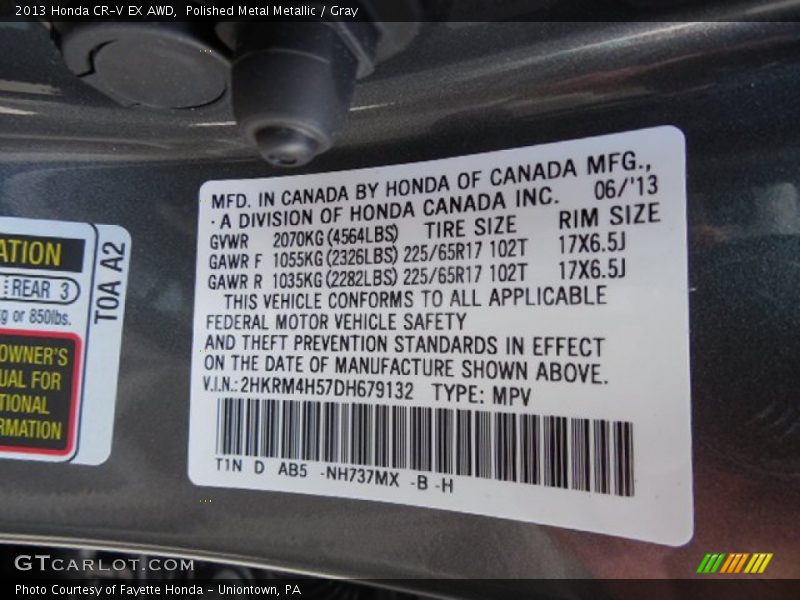 2013 Honda CR-V EX AWD, Polished Metal Metallic / Gray
MFD. IN CANADA BY HONDA OF CANADA MFG.,
·A DIVISION OF HONDA CANADA INC. 06/'13
GVWR 2070KG(4564LBS) TIRE SIZE RIM SIZE
GAWR F 1055KG(2326LBS) 225/65R17 102T 17X6.5J
GAWR R 1035KG(2282LBS) 225/65R17 102T 17X6.5J
THIS VEHICLE CONFORMS TO ALL APPLICABLE
FEDERAL MOTOR VEHICLE SAFETY
AND THEFT PREVENTION STANDARDS IN EFFECT
ON THE DATE OF MANUFACTURE SHOWN ABOVE.
V.I.N.: 2HKRM4H57DH679132 TYPE: MPV
T1N D AB5 -NH737MX -B -H
ATION
REAR 3
g or 850lbs.
OWNER'S
UAL FOR
TIONAL
RMATION
T0A A2
GTCARLOT.COM
Photo Courtesy of Fayette Honda - Uniontown, PA